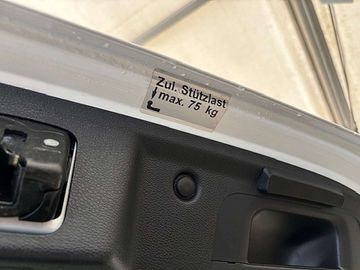 Zul. Stützlast
max. 75 kg